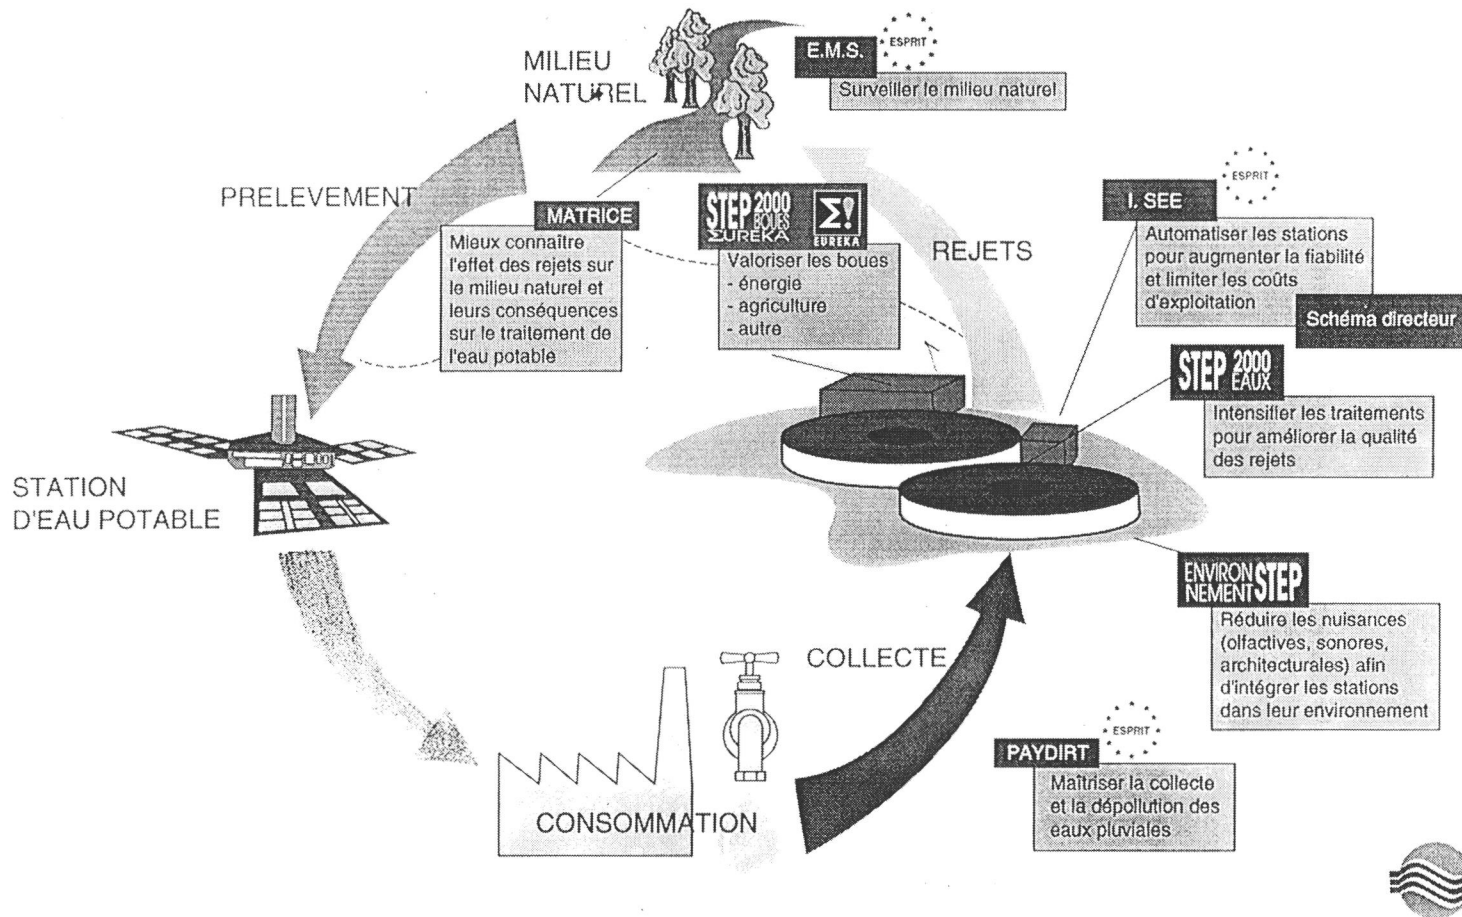 MILIEU
NATUREL
E.M.S.
ESPRIT
Surveiller le milieu naturel
PRELEVEMENT
MATRICE
Mieux connaître
l'effet des rejets sur
le milieu naturel et
leurs conséquences
sur le traitement de
l'eau potable
STEP 2000
BOUES
ΣUREKA
Σ!
EUREKA
Valoriser les boues
- énergie
- agriculture
- autre
REJETS
ESPRIT
I. SEE
Automatiser les stations
pour augmenter la fiabilité
et limiter les coûts
d'exploitation
Schéma directeur
STEP 2000
EAUX
Intensifier les traitements
pour améliorer la qualité
des rejets
STATION
D'EAU POTABLE
ENVIRON
NEMENT STEP
Réduire les nuisances
(olfactives, sonores,
architecturales) afin
d'intégrer les stations
dans leur environnement
COLLECTE
CONSOMMATION
ESPRIT
PAYDIRT
Maîtriser la collecte
et la dépollution des
eaux pluviales